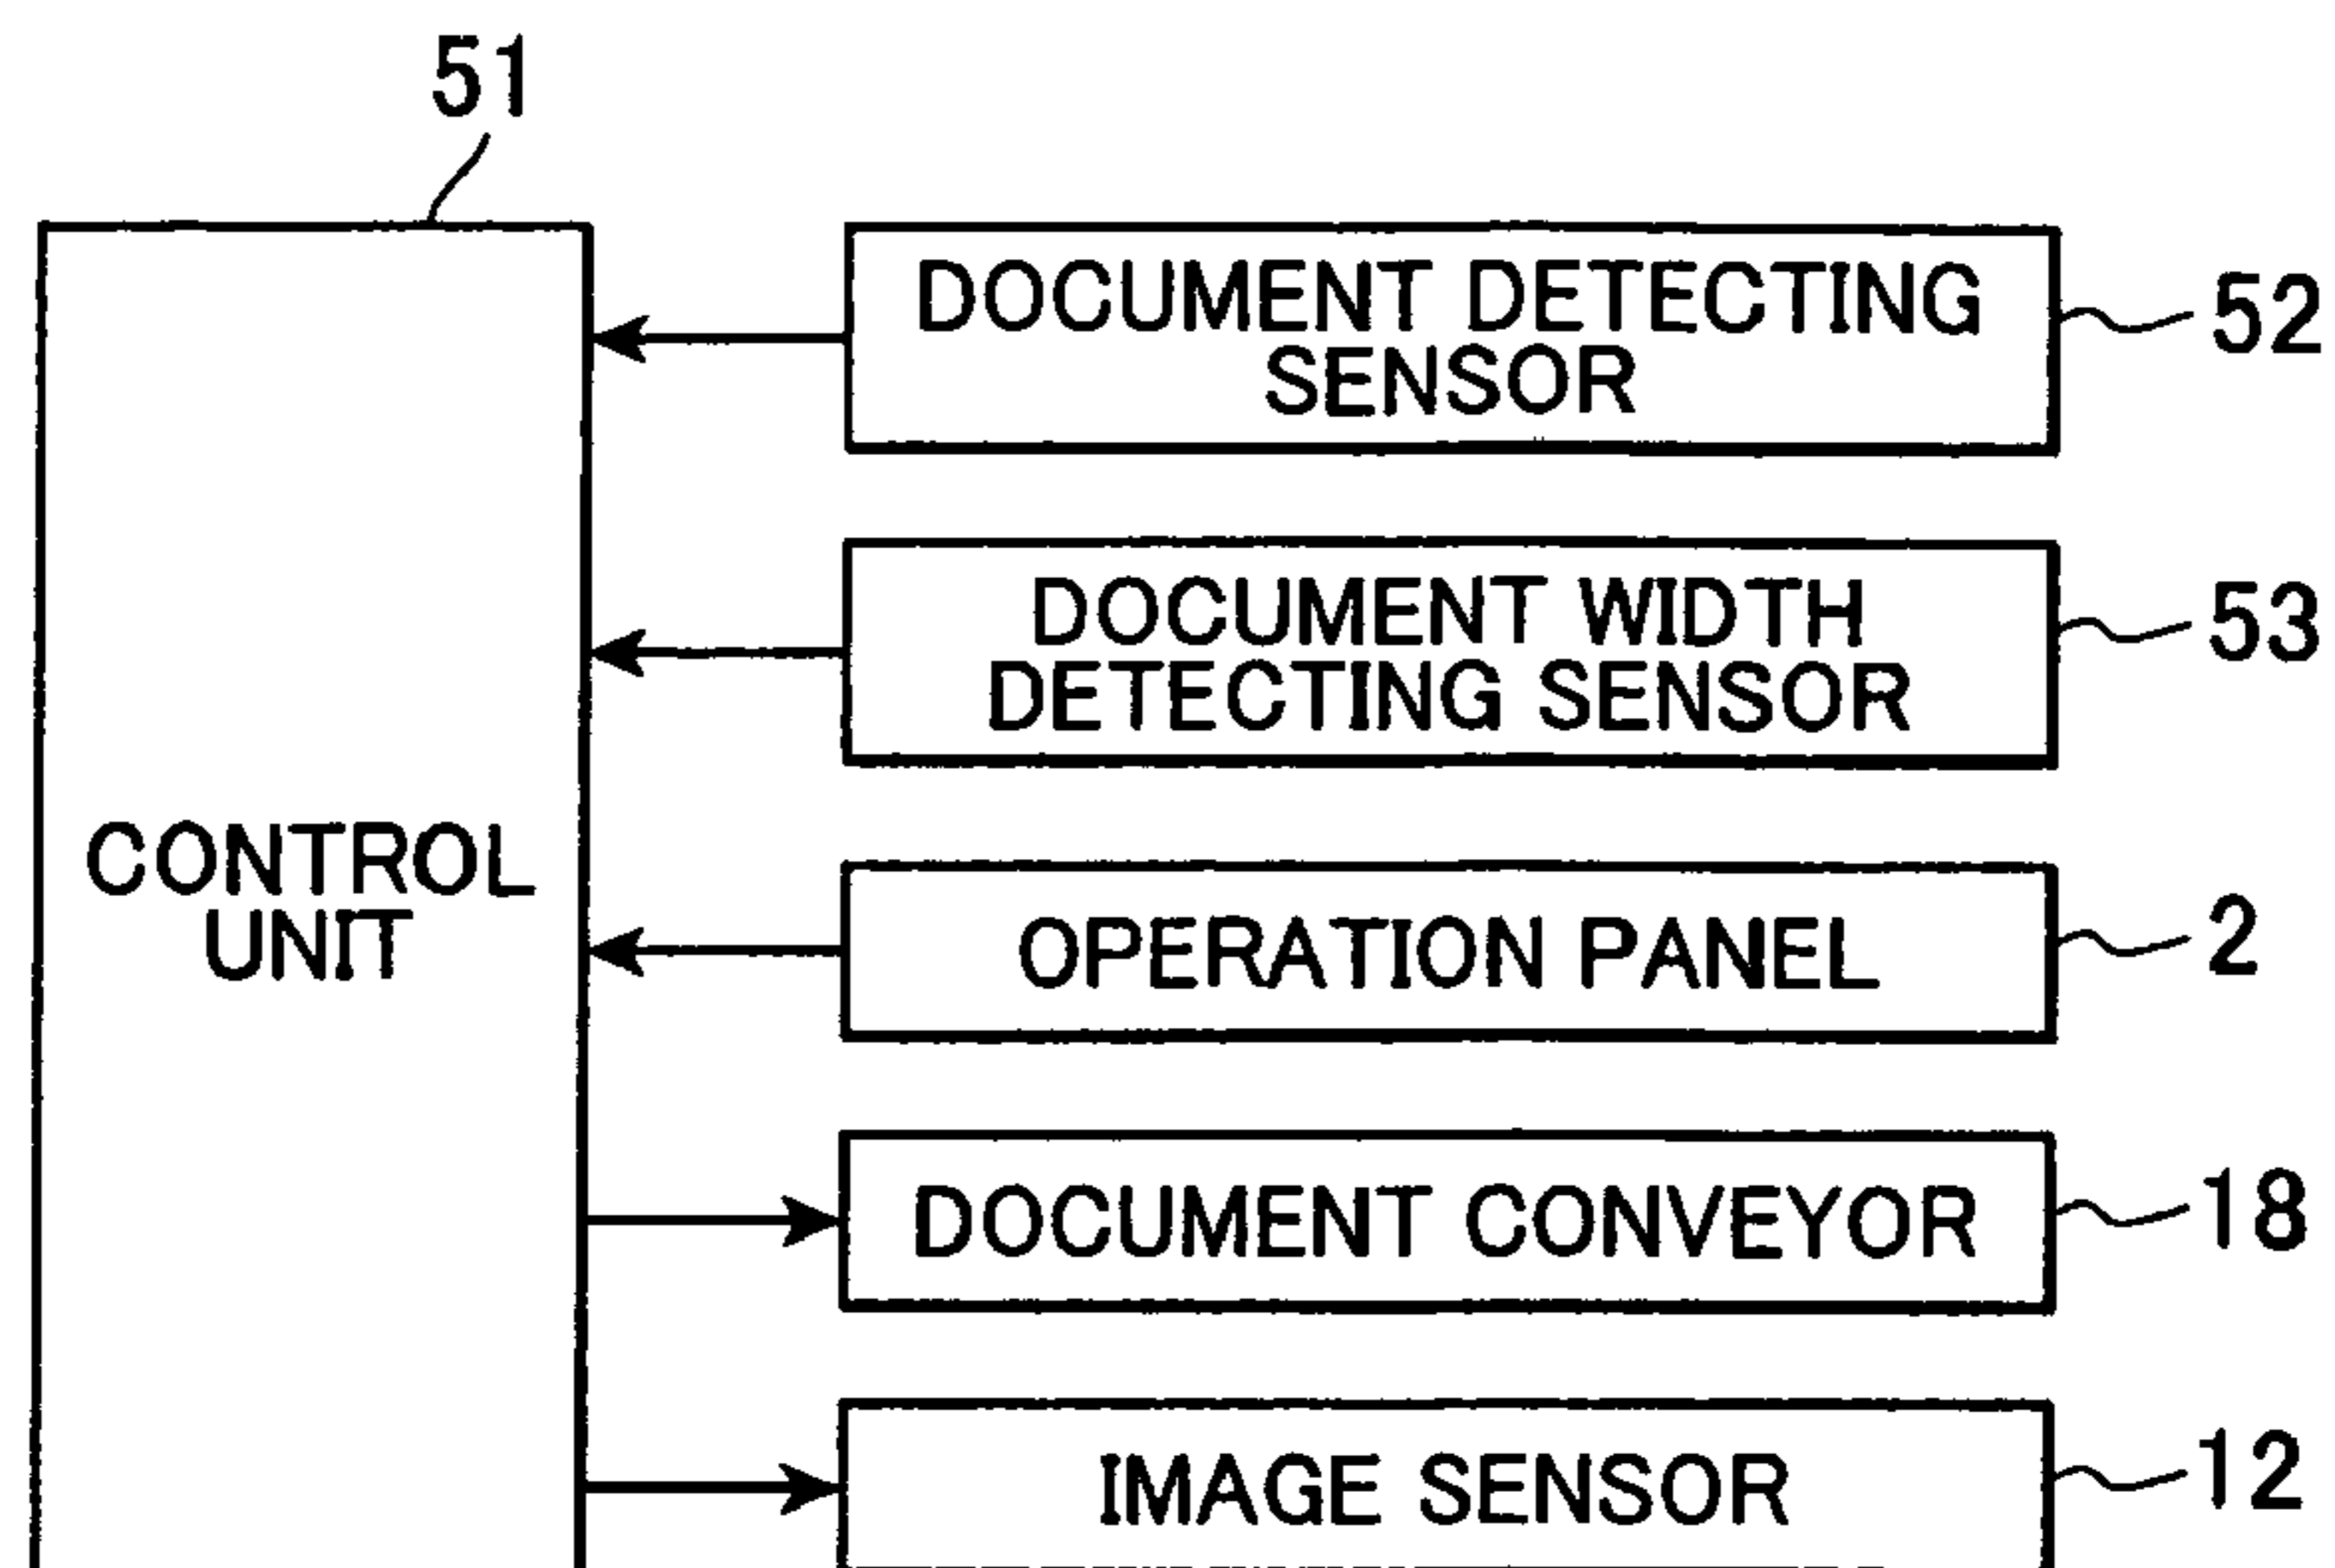 51
DOCUMENT DETECTING
SENSOR
52
DOCUMENT WIDTH
DETECTING SENSOR
53
CONTROL
UNIT
OPERATION PANEL
2
DOCUMENT CONVEYOR
18
IMAGE SENSOR
12